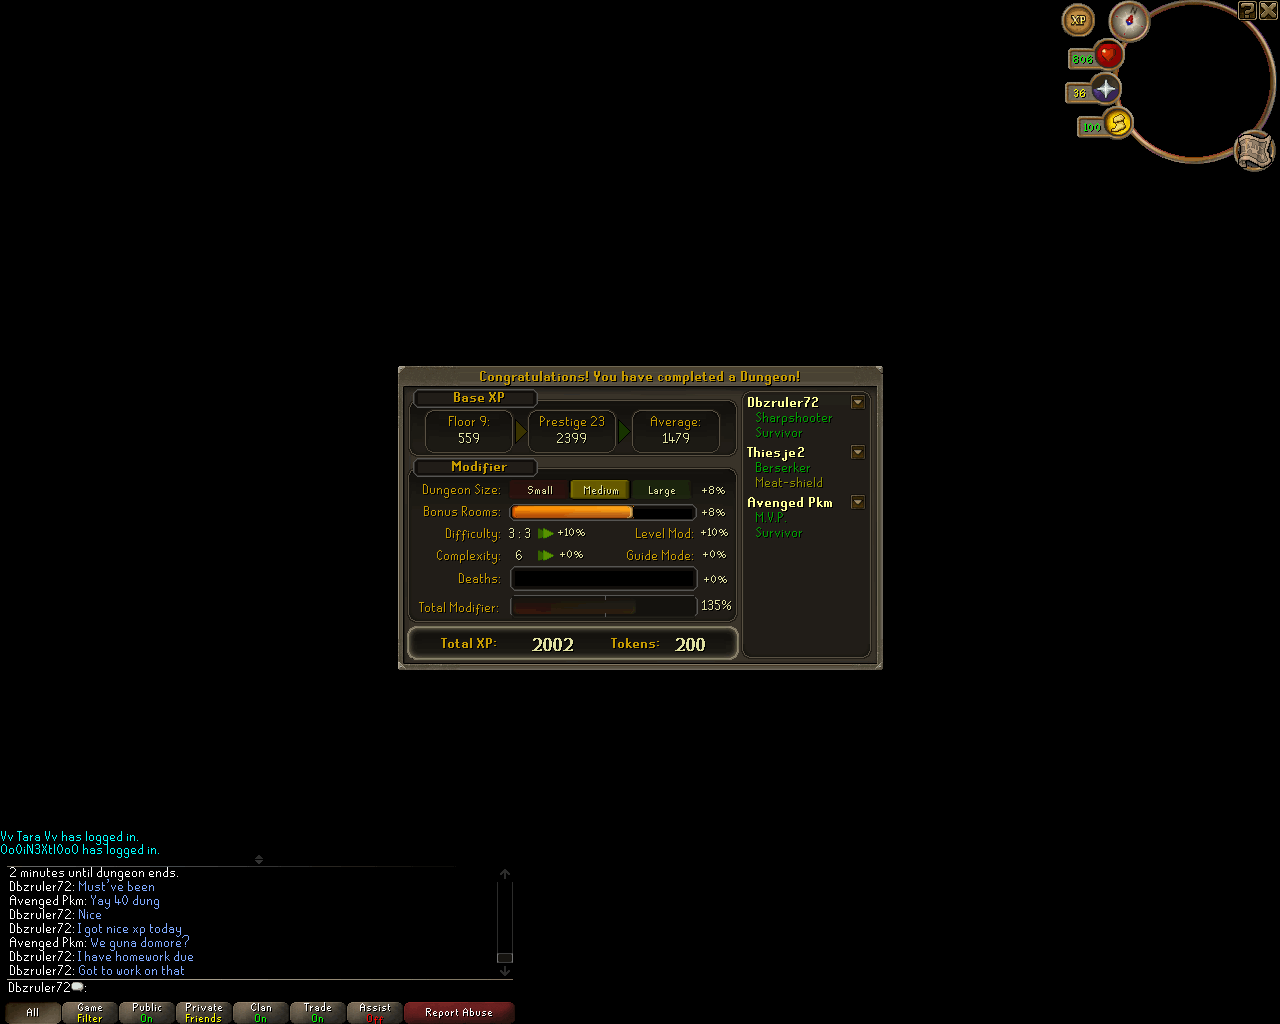 XP
?
806
36
100
Congratulations! You have completed a Dungeon!
Base XP
Floor 9:
559
Prestige 23
2399
Average:
1479
Modifier
Dungeon Size: Small Medium Large +8%
Bonus Rooms: +8%
Difficulty: 3 : 3 +10% Level Mod: +10%
Complexity: 6 +0% Guide Mode: +0%
Deaths: +0%
Total Modifier: 135%
Total XP: 2002 Tokens: 200
Dbzruler72
Sharpshooter
Survivor
Thiesje2
Berserker
Meat-shield
Avenged Pkm
M.V.P.
Survivor
Vv Tara Vv has logged in.
has logged in.
2 minutes until dungeon ends.
Dbzruler72: Must've been
Avenged Pkm: Yay 40 dung
Dbzruler72: Nice
Dbzruler72: I got nice xp today
Avenged Pkm: We guna domore?
Dbzruler72: I have homework due
Dbzruler72: Got to work on that
Dbzruler72:
All
Game
Filter
Public
On
Private
Friends
Clan
On
Trade
On
Assist
Off
Report Abuse